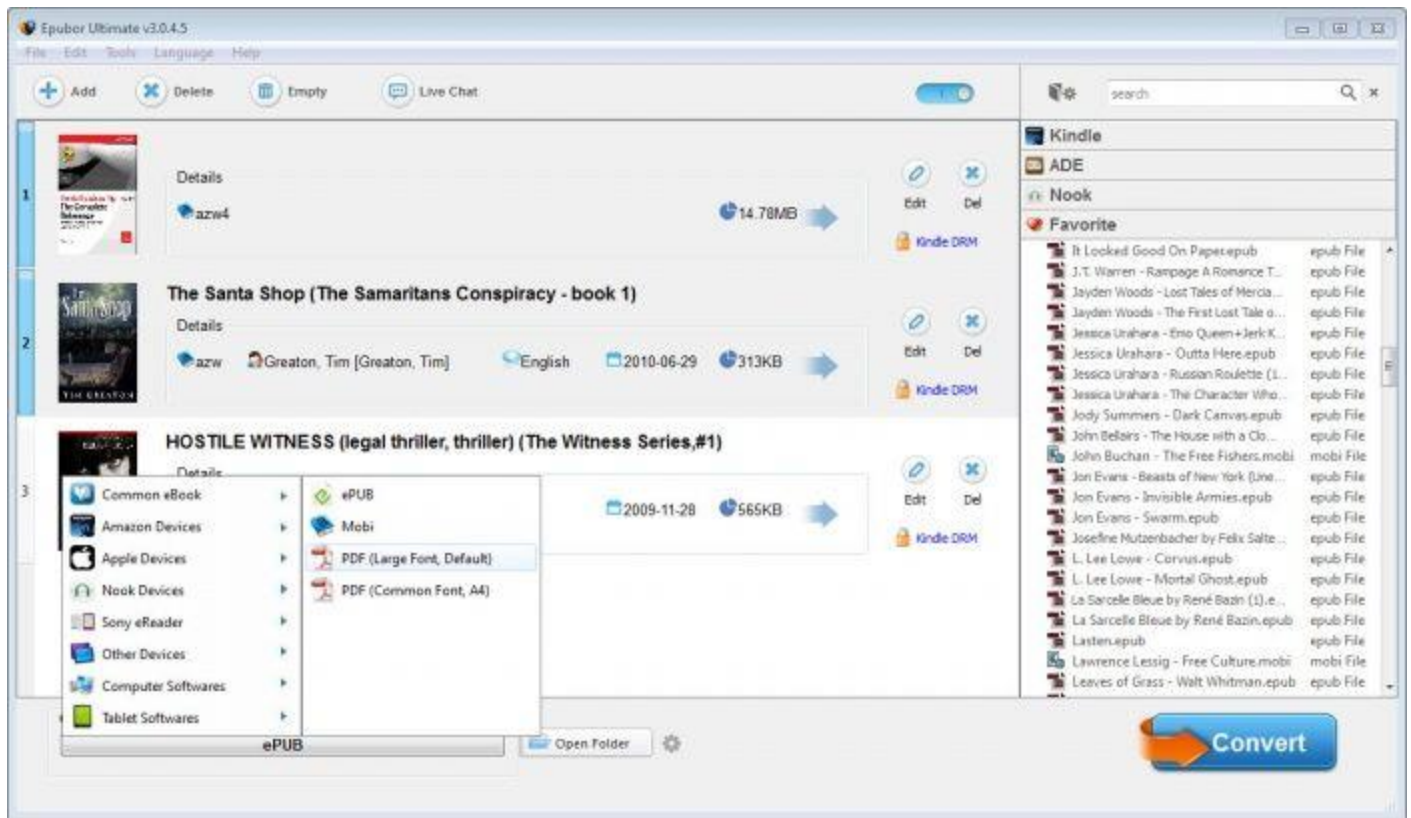 Epubor Ultimate v3.0.4.5
File Edit Tools Language Help
Add Delete Empty Live Chat
search
1
The Complete
Reference
Details
azw4
14.78MB
Edit Del
Kindle DRM
2
The Santa Shop
TIM GREATON
The Santa Shop (The Samaritans Conspiracy - book 1)
Details
azw Greaton, Tim [Greaton, Tim] English 2010-06-29 313KB
Edit Del
Kindle DRM
3
HOSTILE WITNESS (legal thriller, thriller) (The Witness Series,#1)
Details
2009-11-28 565KB
Edit Del
Kindle DRM
Common eBook
Amazon Devices
Apple Devices
Nook Devices
Sony eReader
Other Devices
Computer Softwares
Tablet Softwares
ePUB
Mobi
PDF (Large Font, Default)
PDF (Common Font, A4)
ePUB
Open Folder
Convert
Kindle
ADE
Nook
Favorite
It Looked Good On Paper.epub epub File
J.T. Warren - Rampage A Romance T... epub File
Jayden Woods - Lost Tales of Mercia... epub File
Jayden Woods - The First Lost Tale o... epub File
Jessica Urahara - Emo Queen+Jerk K... epub File
Jessica Urahara - Outta Here.epub epub File
Jessica Urahara - Russian Roulette (1... epub File
Jessica Urahara - The Character Who... epub File
Jody Summers - Dark Canvas.epub epub File
John Bellairs - The House with a Clo... epub File
John Buchan - The Free Fishers.mobi mobi File
Jon Evans - Beasts of New York (Une... epub File
Jon Evans - Invisible Armies.epub epub File
Jon Evans - Swarm.epub epub File
Josefine Mutzenbacher by Felix Salte... epub File
L. Lee Lowe - Corvus.epub epub File
L. Lee Lowe - Mortal Ghost.epub epub File
La Sarcelle Bleue by René Bazin (1).e... epub File
La Sarcelle Bleue by René Bazin.epub epub File
Lasten.epub epub File
Lawrence Lessig - Free Culture.mobi mobi File
Leaves of Grass - Walt Whitman.epub epub File